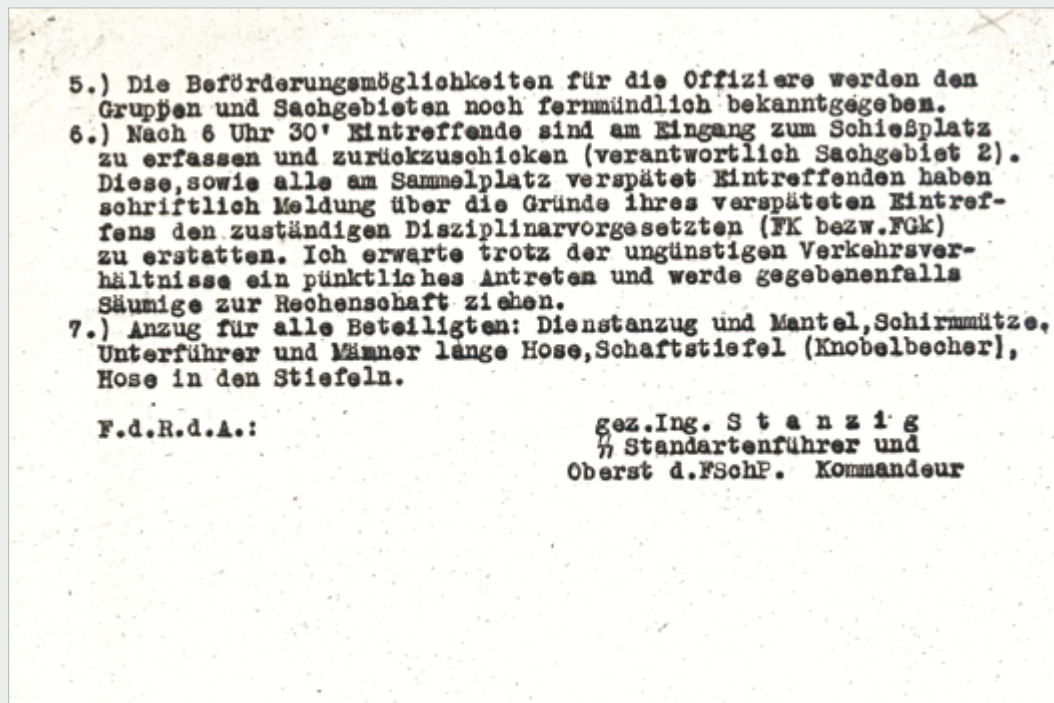 5.) Die Beförderungsmöglichkeiten für die Offiziere werden den
Gruppen und Sachgebieten noch fernmündlich bekanntgegeben.
6.) Nach 6 Uhr 30' Eintreffende sind am Eingang zum Schießplatz
zu erfassen und zurückzuschicken (verantwortlich Sachgebiet 2).
Diese,sowie alle am Sammelplatz verspätet Eintreffenden haben
schriftlich Meldung über die Gründe ihres verspäteten Eintref-
fens den zuständigen Disziplinarvorgesetzten (FK bezw.FGk)
zu erstatten. Ich erwarte trotz der ungünstigen Verkehrsver-
hältnisse ein pünktliches Antreten und werde gegebenenfalls
Säumige zur Rechenschaft ziehen.
7.) Anzug für alle Beteiligten: Dienstanzug und Mantel,Schirmmütze,
Unterführer und Männer lange Hose,Schaftstiefel (Knobelbecher),
Hose in den Stiefeln.
F.d.R.d.A.:
gez.Ing. S t a n z i g
SS Standartenführer und
Oberst d.FSchP. Kommandeur